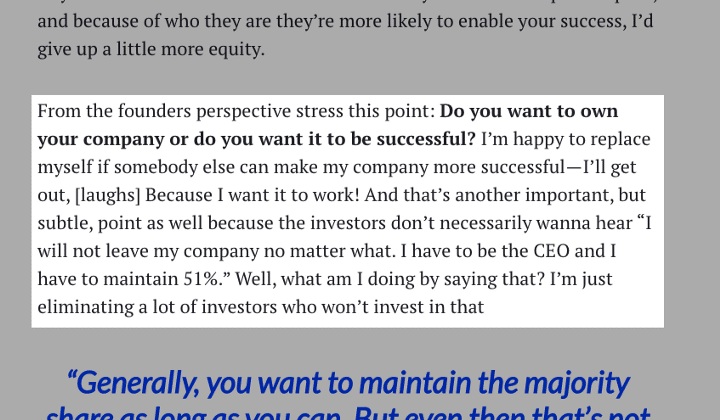 and because of who they are they’re more likely to enable your success, I’d
give up a little more equity.
From the founders perspective stress this point: Do you want to own
your company or do you want it to be successful? I’m happy to replace
myself if somebody else can make my company more successful—I’ll get
out, [laughs] Because I want it to work! And that’s another important, but
subtle, point as well because the investors don’t necessarily wanna hear “I
will not leave my company no matter what. I have to be the CEO and I
have to maintain 51%.” Well, what am I doing by saying that? I’m just
eliminating a lot of investors who won’t invest in that
“Generally, you want to maintain the majority
share as long as you can. But even then that’s not